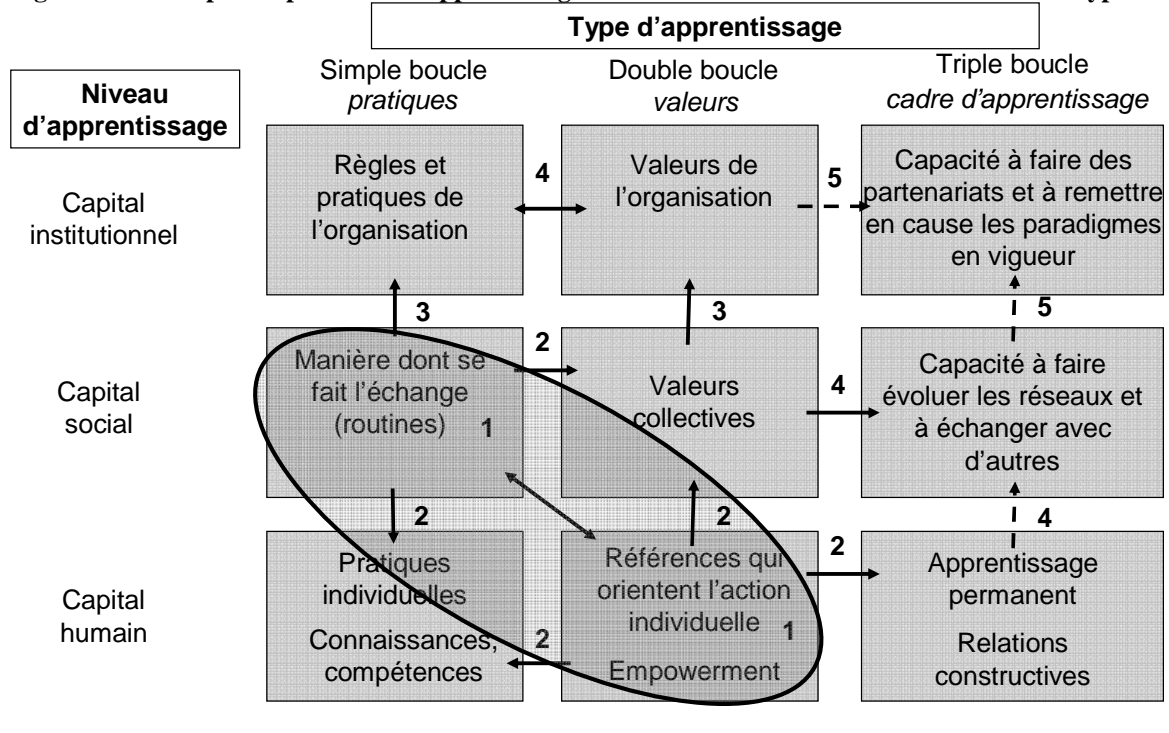 Type d'apprentissage
Niveau
d'apprentissage
Simple boucle
pratiques
Double boucle
valeurs
Triple boucle
cadre d'apprentissage
Capital
institutionnel
Règles et
pratiques de
l'organisation
4
Valeurs de
l'organisation
5
Capacité à faire des
partenariats et à remettre
en cause les paradigmes
en vigueur
3
3
5
Capital
social
Manière dont se
fait l'échange
(routines)
1
2
Valeurs
collectives
4
Capacité à faire
évoluer les réseaux et
à échanger avec
d'autres
2
2
4
Capital
humain
Pratiques
individuelles
Connaissances,
compétences
2
Références qui
orientent l'action
individuelle
1
Empowerment
2
Apprentissage
permanent
Relations
constructives